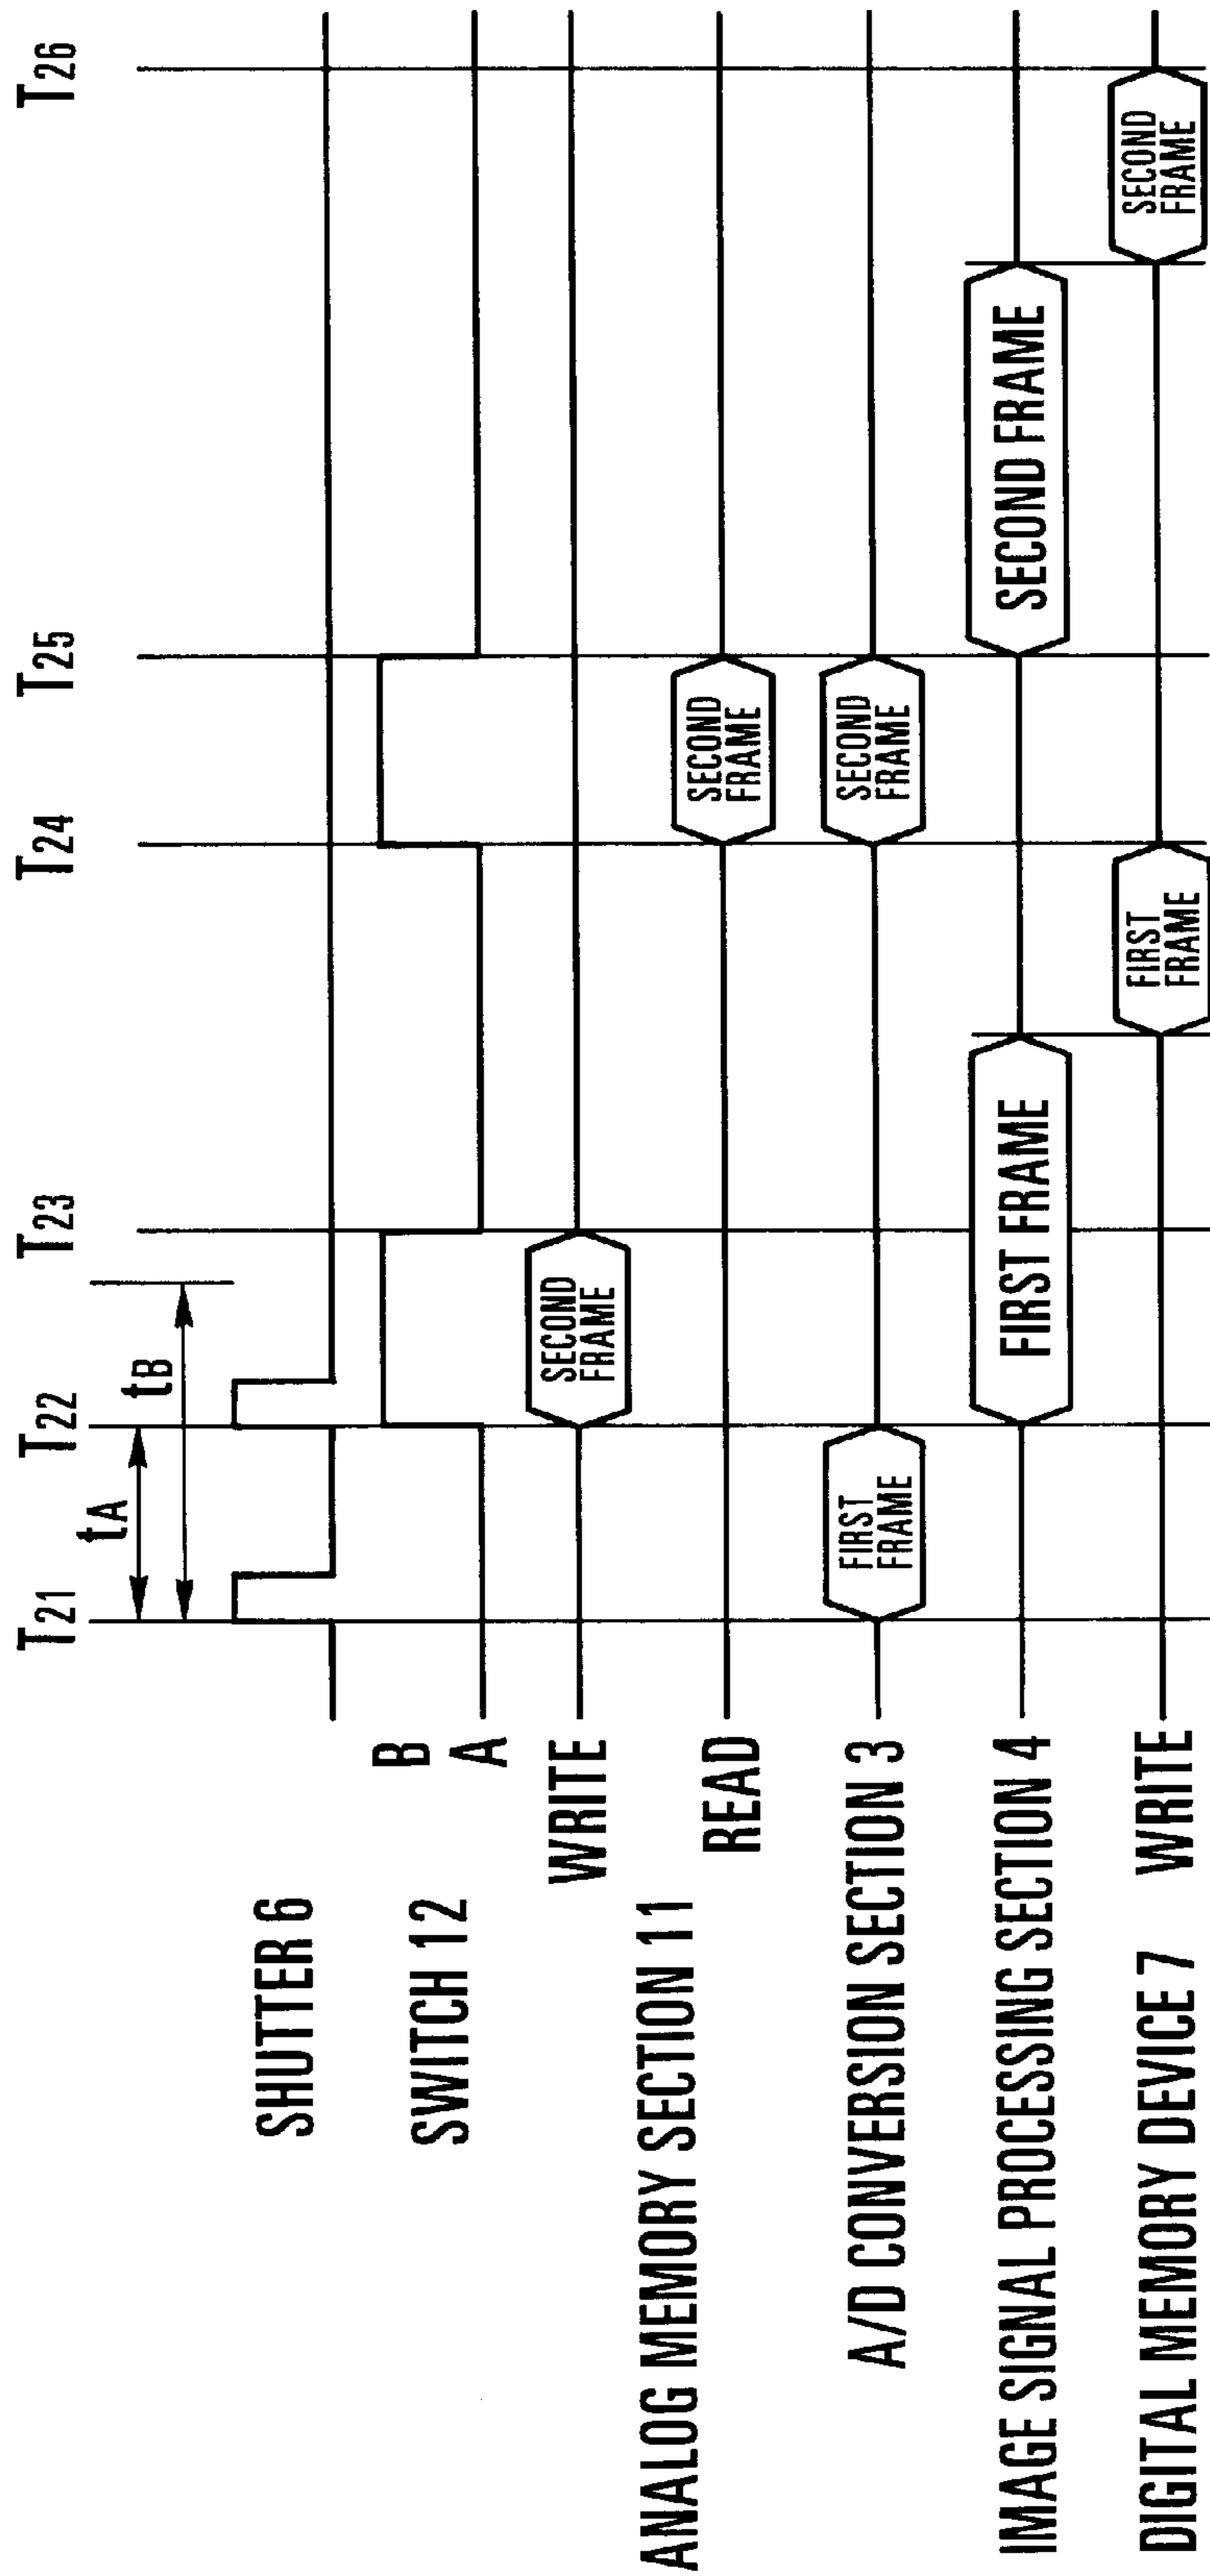 T21 T22 T23 T24 T25 T26
tA
tB
SHUTTER 6
SWITCH 12
B
A
ANALOG MEMORY SECTION 11
WRITE
SECOND
FRAME
READ
SECOND
FRAME
A/D CONVERSION SECTION 3
FIRST
FRAME
SECOND
FRAME
IMAGE SIGNAL PROCESSING SECTION 4
FIRST FRAME
SECOND FRAME
DIGITAL MEMORY DEVICE 7 WRITE
FIRST
FRAME
SECOND
FRAME